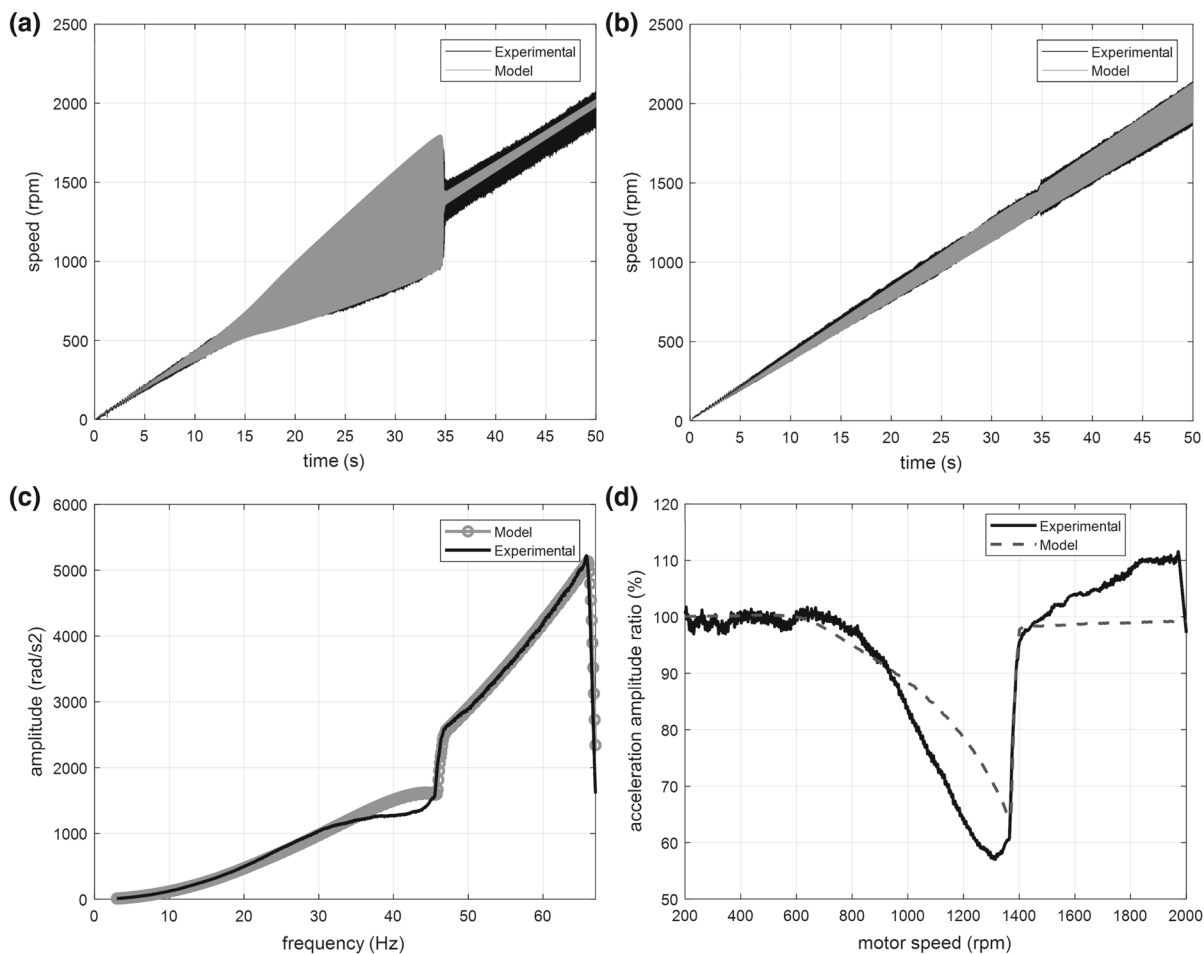 (a)
2500
2000
1500
1000
500
0
speed (rpm)
Experimental
Model
0 5 10 15 20 25 30 35 40 45 50
time (s)
(b)
2500
2000
1500
1000
500
0
speed (rpm)
Experimental
Model
0 5 10 15 20 25 30 35 40 45 50
time (s)
(c)
6000
5000
4000
3000
2000
1000
0
amplitude (rad/s2)
Model
Experimental
0 10 20 30 40 50 60
frequency (Hz)
(d)
120
110
100
90
80
70
60
50
acceleration amplitude ratio (%)
Experimental
Model
200 400 600 800 1000 1200 1400 1600 1800 2000
motor speed (rpm)